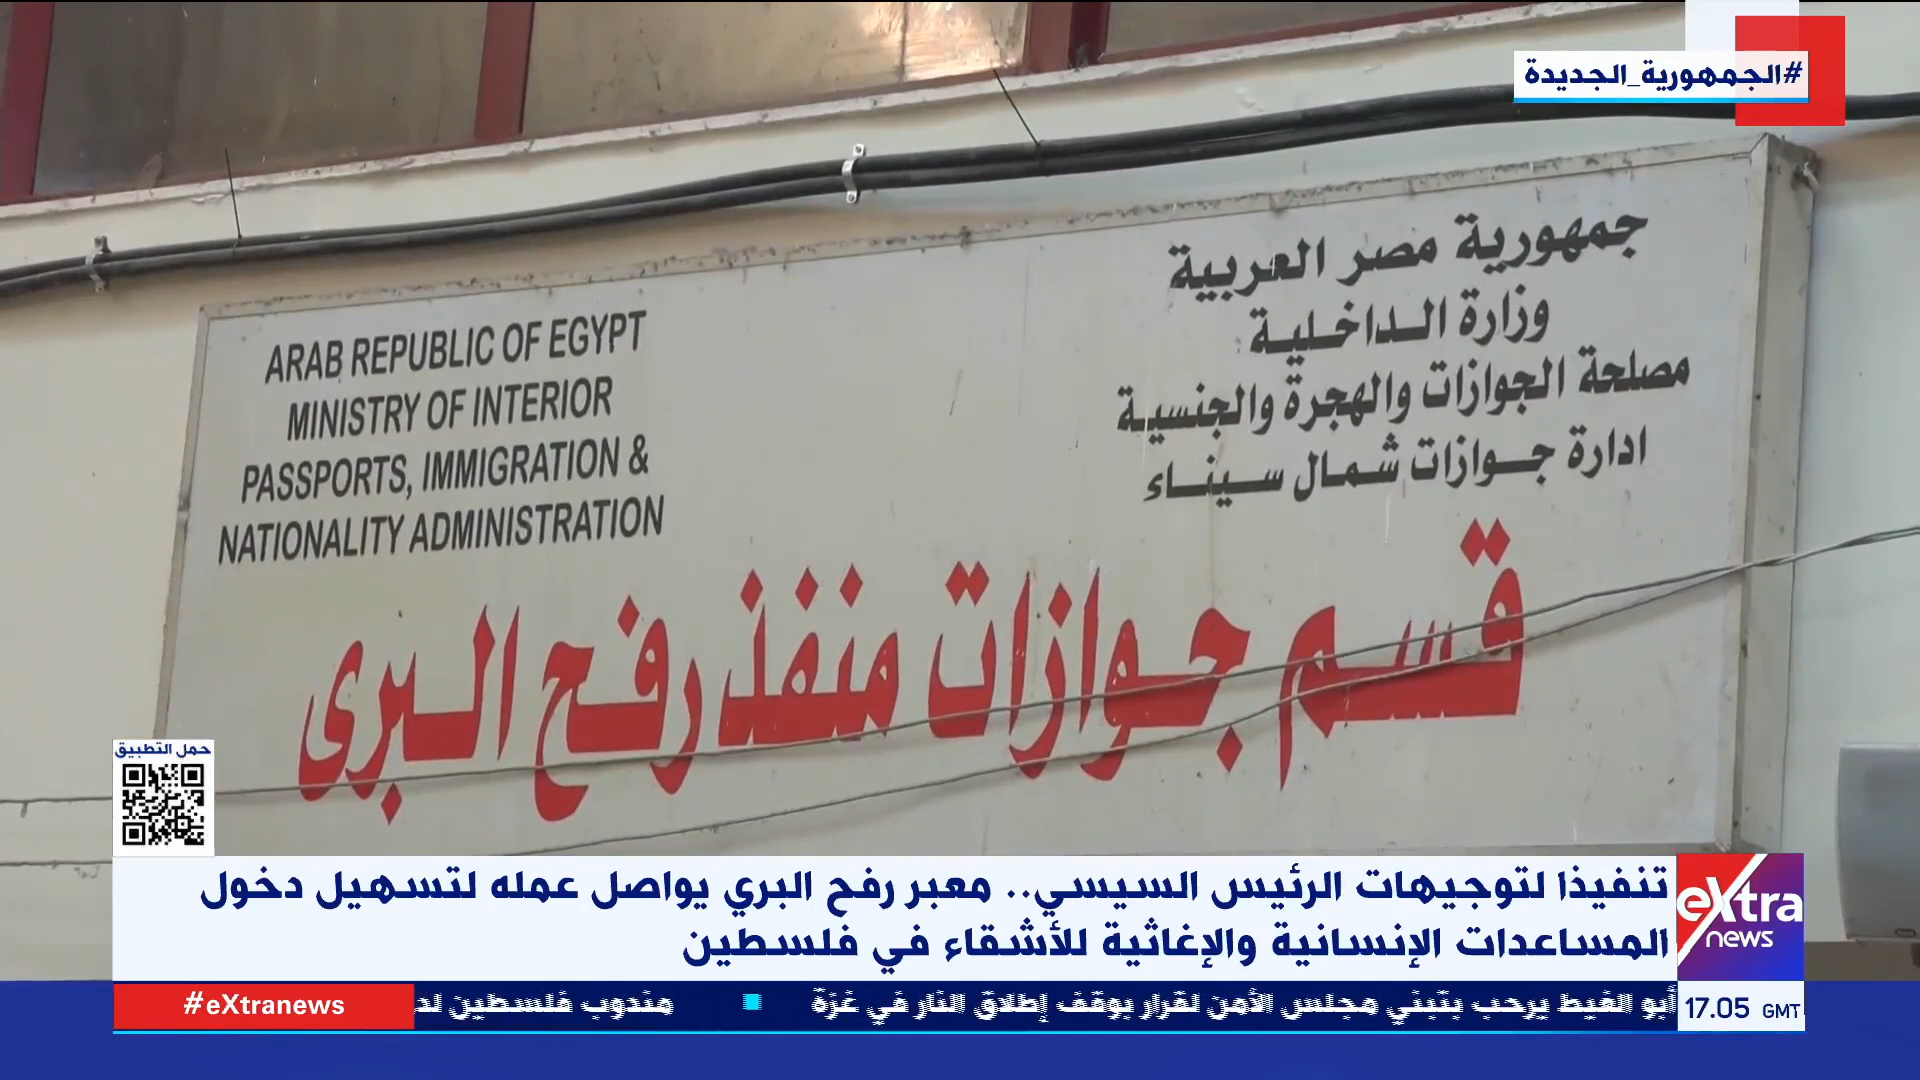 #الجمهورية_الجديدة
جمهورية مصر العربية
وزارة الداخلية
مصلحة الجوازات والهجرة والجنسية
ادارة جوازات شمال سيناء
ARAB REPUBLIC OF EGYPT
MINISTRY OF INTERIOR
PASSPORTS, IMMIGRATION &
NATIONALITY ADMINISTRATION
قسم جوازات منفذ رفح البرى
حمل التطبيق
تنفيذا لتوجيهات الرئيس السيسي.. معبر رفح البري يواصل عمله لتسهيل دخول
المساعدات الإنسانية والإغاثية للأشقاء في فلسطين
eXtra
news
أبو الغيط يرحب بتبني مجلس الأمن لقرار بوقف إطلاق النار في غزة
مندوب فلسطين لد
#eXtranews
17.05 GMT